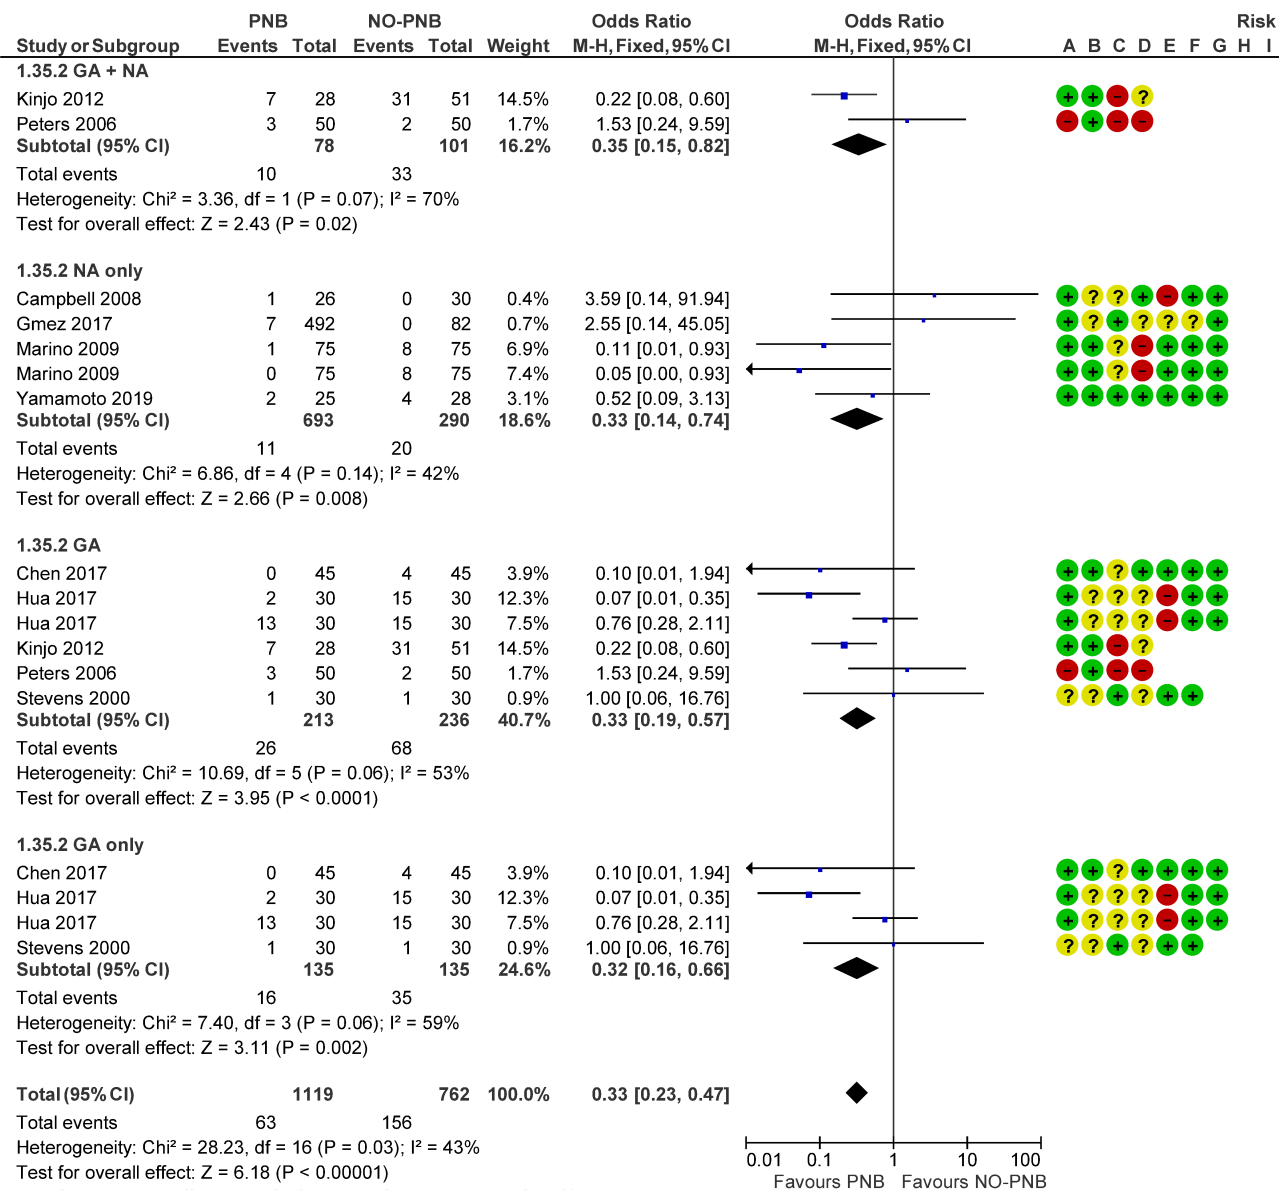 PNB NO-PNB Odds Ratio Odds Ratio Risk
Study or Subgroup Events Total Events Total Weight M-H, Fixed, 95% CI M-H, Fixed, 95% CI A B C D E F G H I
1.35.2 GA + NA
Kinjo 2012 7 28 31 51 14.5% 0.22 [0.08, 0.60] + + - ?
Peters 2006 3 50 2 50 1.7% 1.53 [0.24, 9.59] - + - -
Subtotal (95% CI) 78 101 16.2% 0.35 [0.15, 0.82]
Total events 10 33
Heterogeneity: Chi² = 3.36, df = 1 (P = 0.07); I² = 70%
Test for overall effect: Z = 2.43 (P = 0.02)
1.35.2 NA only
Campbell 2008 1 26 0 30 0.4% 3.59 [0.14, 91.94] + ? ? + - + +
Gmez 2017 7 492 0 82 0.7% 2.55 [0.14, 45.05] + ? + ? ? ? +
Marino 2009 1 75 8 75 6.9% 0.11 [0.01, 0.93] + + ? - + + +
Marino 2009 0 75 8 75 7.4% 0.05 [0.00, 0.93] + + ? - + + +
Yamamoto 2019 2 25 4 28 3.1% 0.52 [0.09, 3.13] + + + + + + +
Subtotal (95% CI) 693 290 18.6% 0.33 [0.14, 0.74]
Total events 11 20
Heterogeneity: Chi² = 6.86, df = 4 (P = 0.14); I² = 42%
Test for overall effect: Z = 2.66 (P = 0.008)
1.35.2 GA
Chen 2017 0 45 4 45 3.9% 0.10 [0.01, 1.94] + + ? + + + +
Hua 2017 2 30 15 30 12.3% 0.07 [0.01, 0.35] + ? ? ? - + +
Hua 2017 13 30 15 30 7.5% 0.76 [0.28, 2.11] + ? ? ? - + +
Kinjo 2012 7 28 31 51 14.5% 0.22 [0.08, 0.60] + + - ?
Peters 2006 3 50 2 50 1.7% 1.53 [0.24, 9.59] - + - -
Stevens 2000 1 30 1 30 0.9% 1.00 [0.06, 16.76] ? ? + ? + +
Subtotal (95% CI) 213 236 40.7% 0.33 [0.19, 0.57]
Total events 26 68
Heterogeneity: Chi² = 10.69, df = 5 (P = 0.06); I² = 53%
Test for overall effect: Z = 3.95 (P < 0.0001)
1.35.2 GA only
Chen 2017 0 45 4 45 3.9% 0.10 [0.01, 1.94] + + ? + + + +
Hua 2017 2 30 15 30 12.3% 0.07 [0.01, 0.35] + ? ? ? - + +
Hua 2017 13 30 15 30 7.5% 0.76 [0.28, 2.11] + ? ? ? - + +
Stevens 2000 1 30 1 30 0.9% 1.00 [0.06, 16.76] ? ? + ? + +
Subtotal (95% CI) 135 135 24.6% 0.32 [0.16, 0.66]
Total events 16 35
Heterogeneity: Chi² = 7.40, df = 3 (P = 0.06); I² = 59%
Test for overall effect: Z = 3.11 (P = 0.002)
Total (95% CI) 1119 762 100.0% 0.33 [0.23, 0.47]
Total events 63 156
Heterogeneity: Chi² = 28.23, df = 16 (P = 0.03); I² = 43%
Test for overall effect: Z = 6.18 (P < 0.00001)
0.01 0.1 1 10 100
Favours PNB Favours NO-PNB